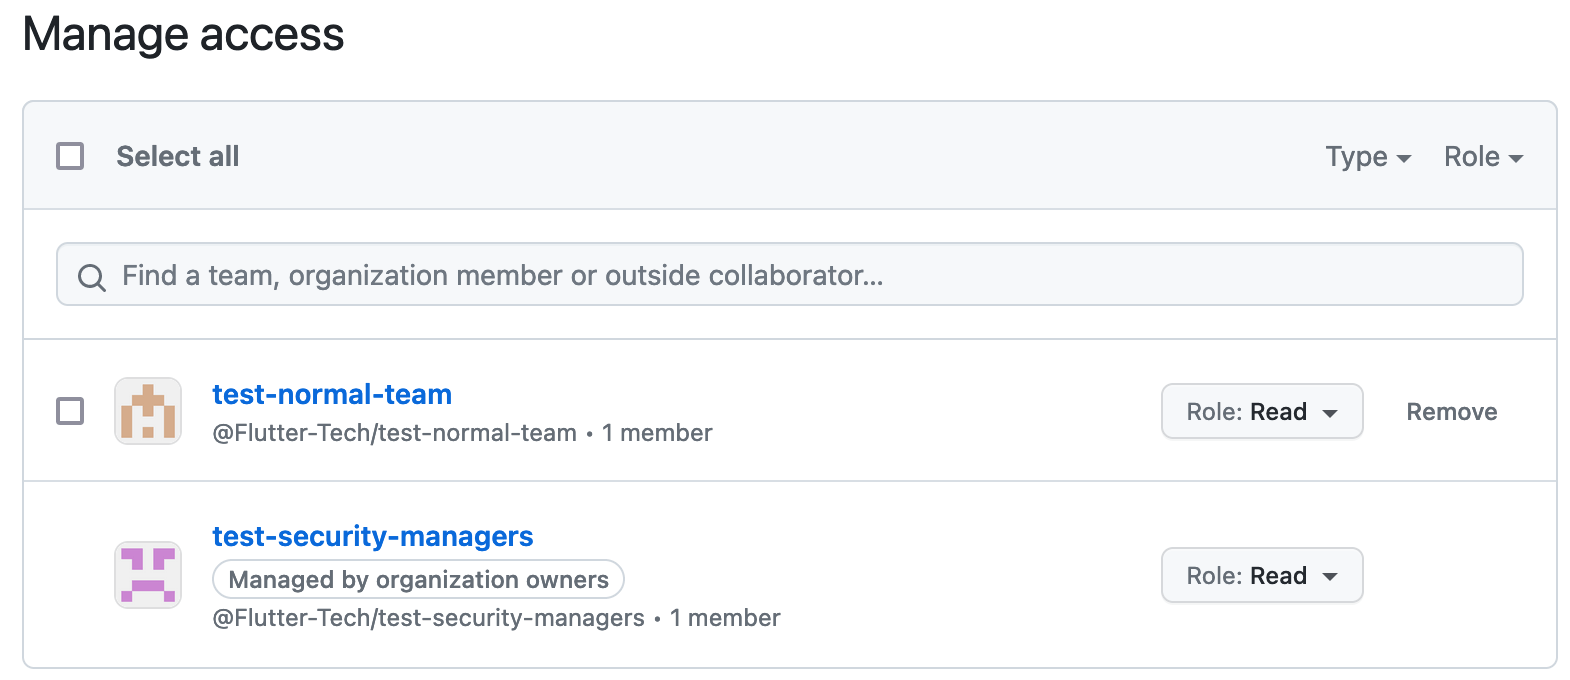 Manage access
Select all
Type
Role
Find a team, organization member or outside collaborator...
test-normal-team
@Flutter-Tech/test-normal-team • 1 member
Role: Read
Remove
test-security-managers
Managed by organization owners
@Flutter-Tech/test-security-managers • 1 member
Role: Read